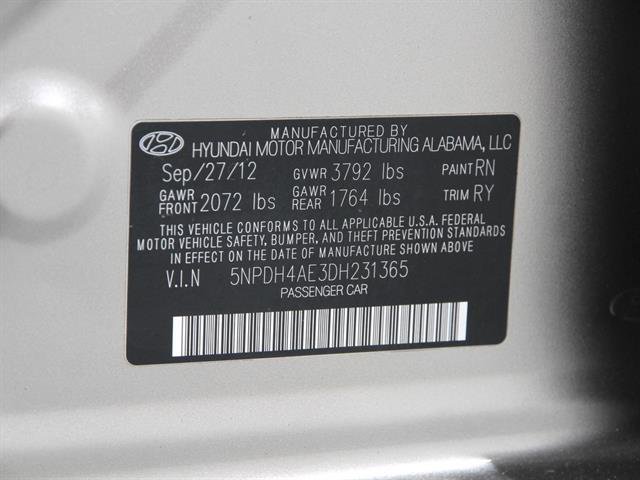 MANUFACTURED BY
HYUNDAI MOTOR MANUFACTURING ALABAMA, LLC
Sep/27/12 GVWR 3792 lbs PAINT RN
GAWR FRONT 2072 lbs GAWR REAR 1764 lbs TRIM RY
THIS VEHICLE CONFORMS TO ALL APPLICABLE U.S.A. FEDERAL
MOTOR VEHICLE SAFETY, BUMPER, AND THEFT PREVENTION STANDARDS
IN EFFECT ON THE DATE OF MANUFACTURE SHOWN ABOVE.
V.I.N 5NPDH4AE3DH231365
PASSENGER CAR